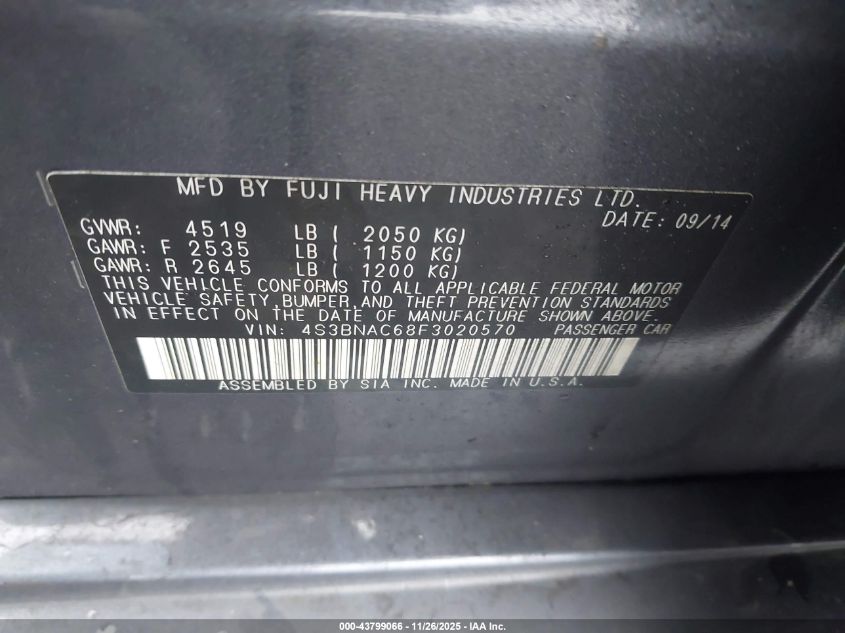 MFD BY FUJI HEAVY INDUSTRIES LTD.
DATE: 09/14
GVWR: 4519 LB ( 2050 KG)
GAWR: F 2535 LB ( 1150 KG)
GAWR: R 2645 LB ( 1200 KG)
THIS VEHICLE CONFORMS TO ALL APPLICABLE FEDERAL MOTOR
VEHICLE SAFETY, BUMPER, AND THEFT PREVENTION STANDARDS
IN EFFECT ON THE DATE OF MANUFACTURE SHOWN ABOVE.
VIN: 4S3BNAC68F3020570 PASSENGER CAR
ASSEMBLED BY SIA INC. MADE IN U.S.A.
000-43799066 - 11/26/2025 - IAA Inc.